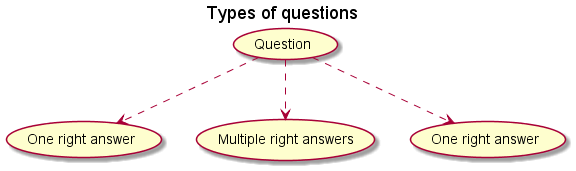 Types of questions
Question
One right answer
Multiple right answers
One right answer